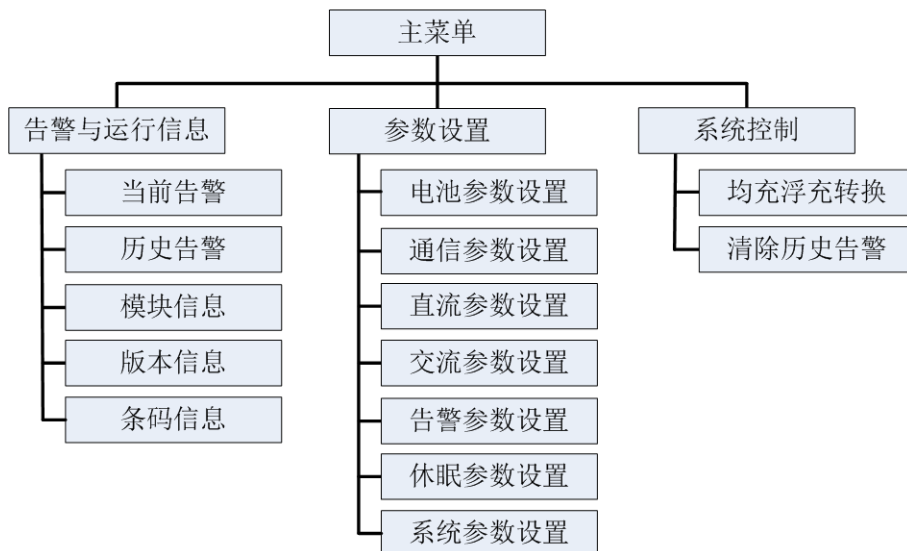 主菜单
告警与运行信息
当前告警
历史告警
模块信息
版本信息
条码信息
参数设置
电池参数设置
通信参数设置
直流参数设置
交流参数设置
告警参数设置
休眠参数设置
系统参数设置
系统控制
均充浮充转换
清除历史告警